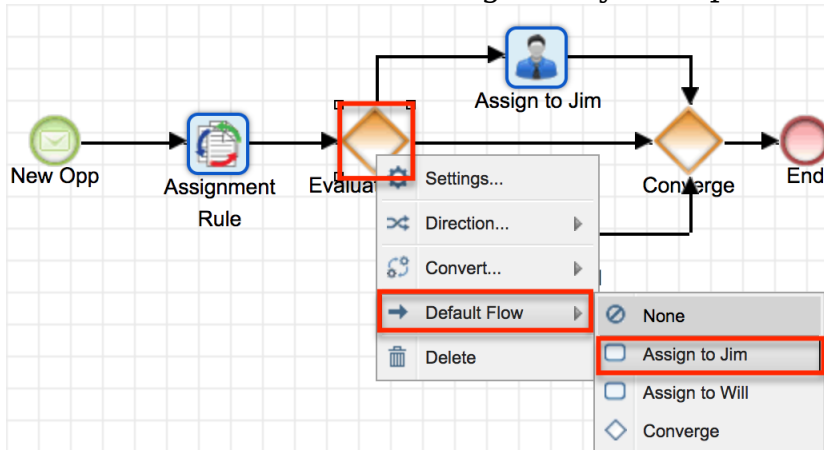 Assign to Jim
New Opp
Assignment
Rule
Evaluat
Converge
End
Settings...
Direction...
Convert...
Default Flow
Delete
None
Assign to Jim
Assign to Will
Converge